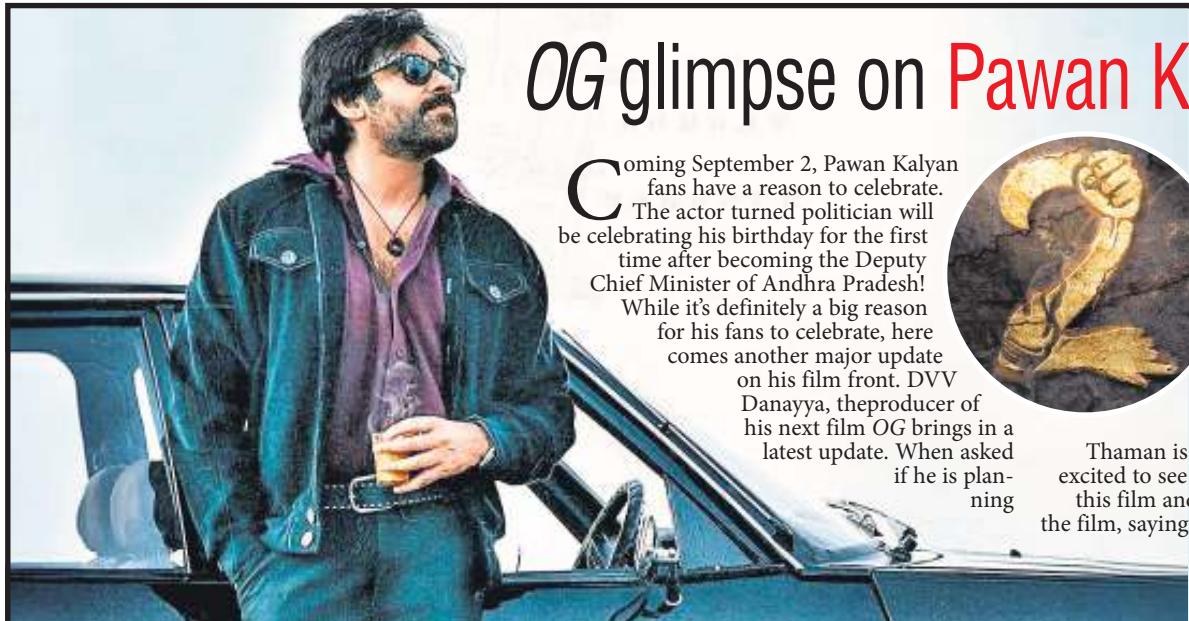 OG glimpse on Pawan K
Coming September 2, Pawan Kalyan
fans have a reason to celebrate.
The actor turned politician will
be celebrating his birthday for the first
time after becoming the Deputy
Chief Minister of Andhra Pradesh!
While it’s definitely a big reason
for his fans to celebrate, here
comes another major update
on his film front. DVV
Danayya, theproducer of
his next film OG brings in a
latest update. When asked
if he is plan-
ning
Thaman is
excited to see
this film and
the film, saying
2